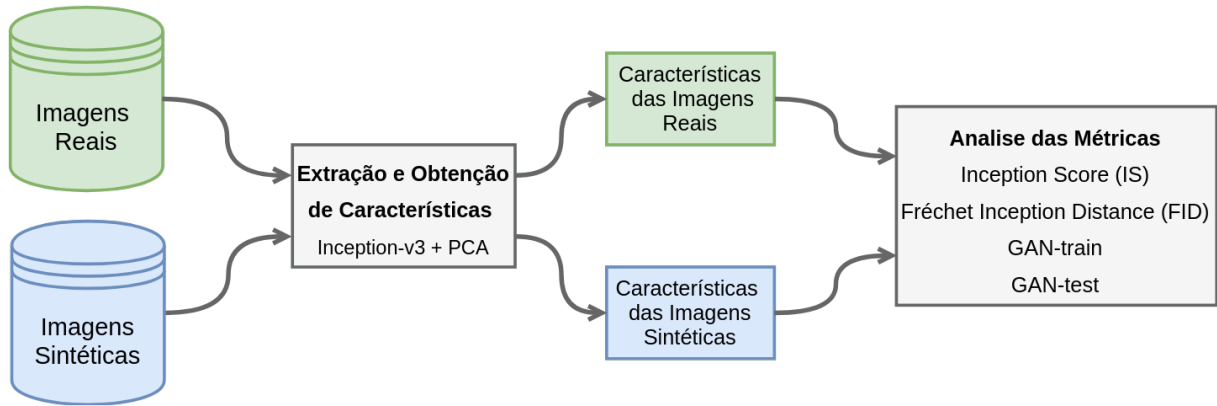 Imagens
Reais
Imagens
Sintéticas
Extração e Obtenção
de Características
Inception-v3 + PCA
Características
das Imagens
Reais
Características
das Imagens
Sintéticas
Analise das Métricas
Inception Score (IS)
Fréchet Inception Distance (FID)
GAN-train
GAN-test